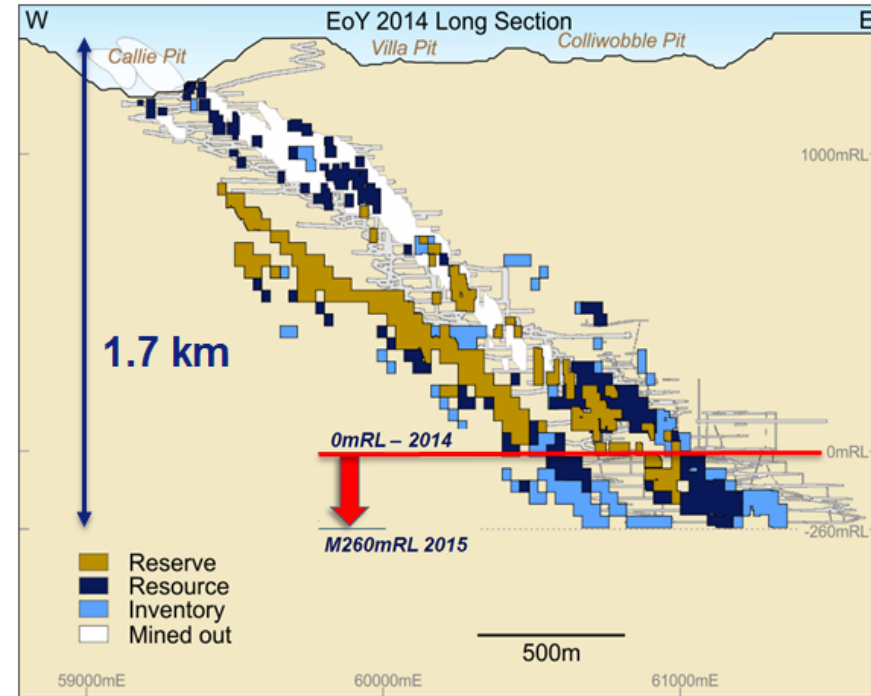 W
EoY 2014 Long Section
E
Callie Pit
Villa Pit
Colliwobble Pit
1000mRL
1.7 km
0mRL – 2014
0mRL
M260mRL 2015
-260mRL
Reserve
Resource
Inventory
Mined out
500m
59000mE
60000mE
61000mE